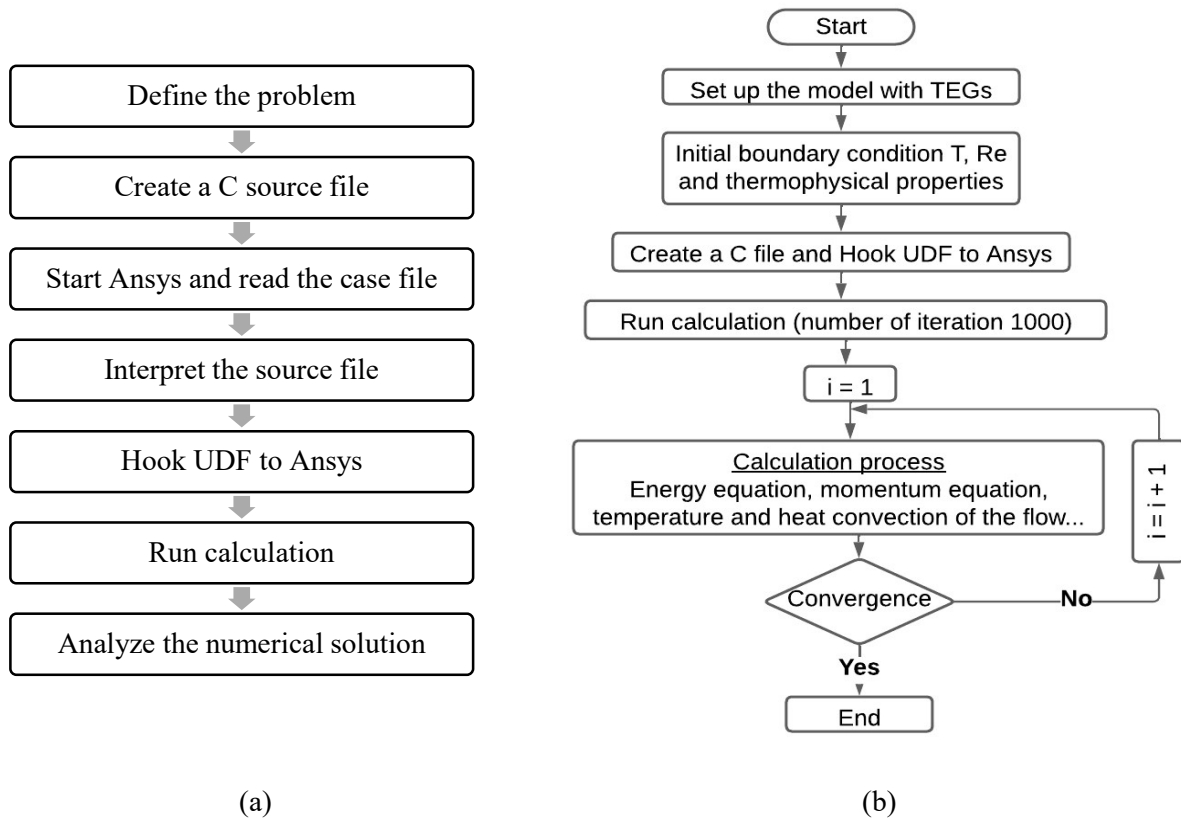 Define the problem
Create a C source file
Start Ansys and read the case file
Interpret the source file
Hook UDF to Ansys
Run calculation
Analyze the numerical solution
(a)
Start
Set up the model with TEGs
Initial boundary condition T, Re
and thermophysical properties
Create a C file and Hook UDF to Ansys
Run calculation (number of iteration 1000)
i = 1
Calculation process
Energy equation, momentum equation,
temperature and heat convection of the flow...
i = i + 1
Convergence
No
Yes
End
(b)